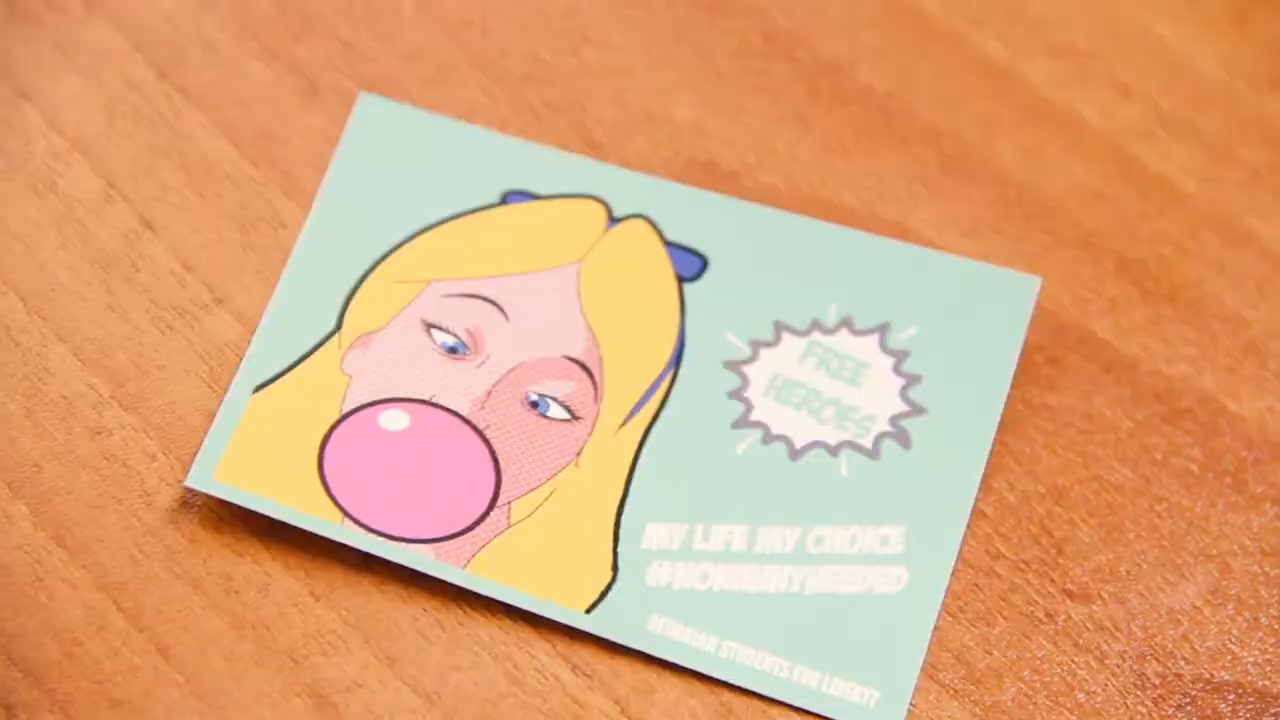 FREE
HEROES
MY LIFE MY CHOICE
#NONANNYNEEDED
STUDENTS FOR LIBERTY